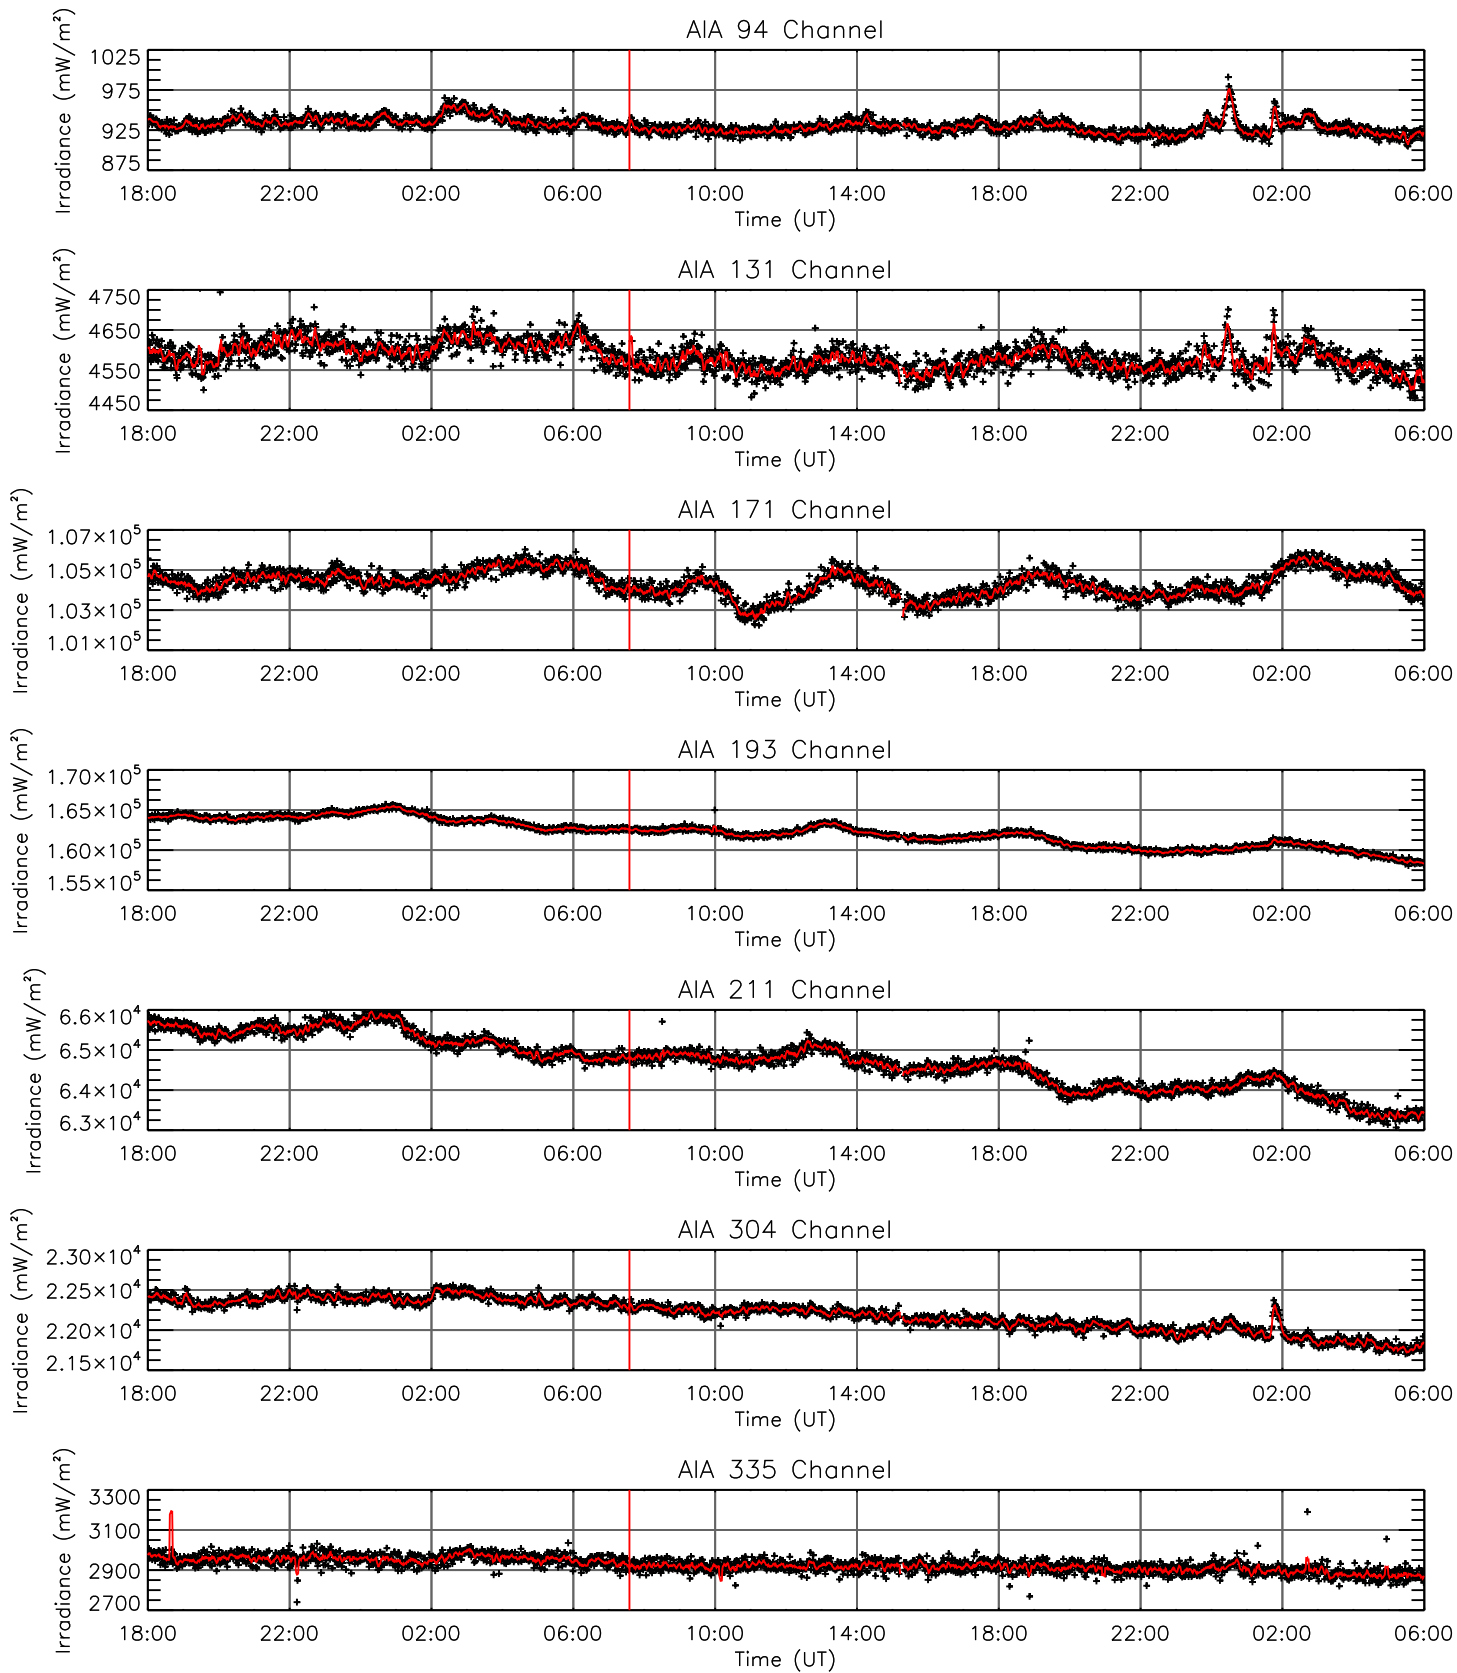 AIA 94 Channel
Irradiance (mW/m²)
1025
975
925
875
18:00 22:00 02:00 06:00 10:00 14:00 18:00 22:00 02:00 06:00
Time (UT)
AIA 131 Channel
Irradiance (mW/m²)
4750
4650
4550
4450
18:00 22:00 02:00 06:00 10:00 14:00 18:00 22:00 02:00 06:00
Time (UT)
AIA 171 Channel
Irradiance (mW/m²)
1.07×10⁵
1.05×10⁵
1.03×10⁵
1.01×10⁵
18:00 22:00 02:00 06:00 10:00 14:00 18:00 22:00 02:00 06:00
Time (UT)
AIA 193 Channel
Irradiance (mW/m²)
1.70×10⁵
1.65×10⁵
1.60×10⁵
1.55×10⁵
18:00 22:00 02:00 06:00 10:00 14:00 18:00 22:00 02:00 06:00
Time (UT)
AIA 211 Channel
Irradiance (mW/m²)
6.6×10⁴
6.5×10⁴
6.4×10⁴
6.3×10⁴
18:00 22:00 02:00 06:00 10:00 14:00 18:00 22:00 02:00 06:00
Time (UT)
AIA 304 Channel
Irradiance (mW/m²)
2.30×10⁴
2.25×10⁴
2.20×10⁴
2.15×10⁴
18:00 22:00 02:00 06:00 10:00 14:00 18:00 22:00 02:00 06:00
Time (UT)
AIA 335 Channel
Irradiance (mW/m²)
3300
3100
2900
2700
18:00 22:00 02:00 06:00 10:00 14:00 18:00 22:00 02:00 06:00
Time (UT)